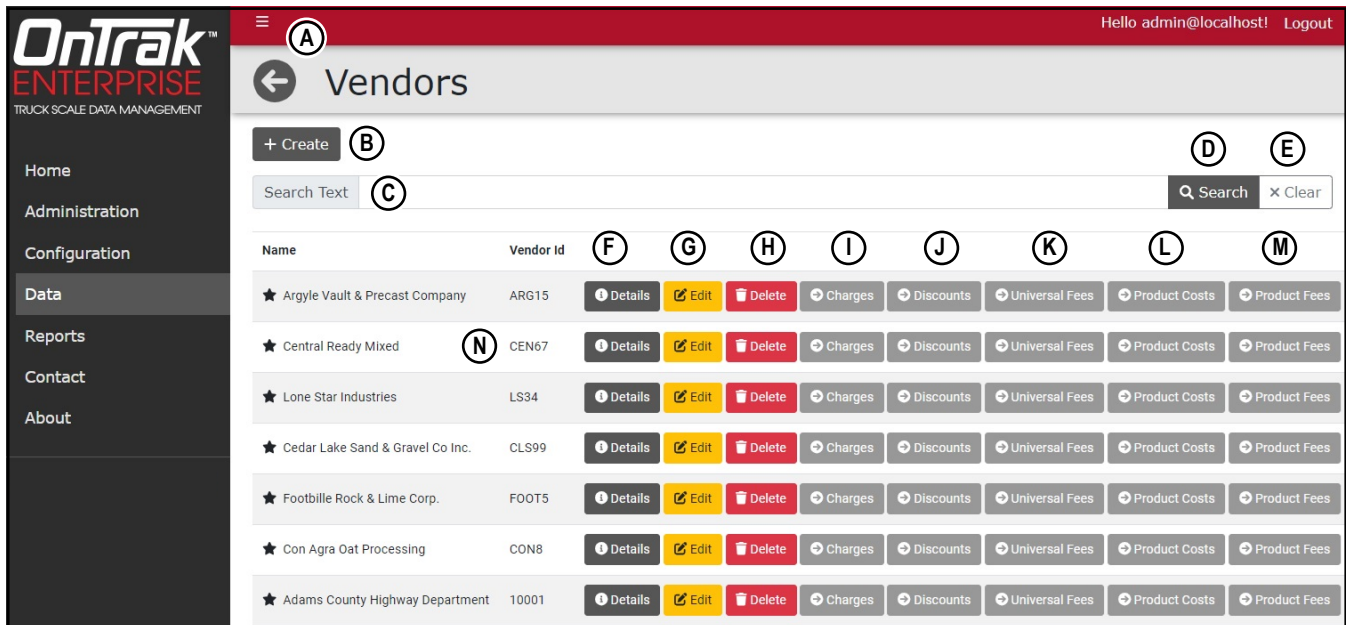 OnTrak™
ENTERPRISE
TRUCK SCALE DATA MANAGEMENT
Home
Administration
Configuration
Data
Reports
Contact
About
A
Hello admin@localhost! Logout
Vendors
+ Create B
D E
Search Text C Search × Clear
Name Vendor Id F G H I J K L M
Argyle Vault & Precast Company ARG15 Details Edit Delete Charges Discounts Universal Fees Product Costs Product Fees
Central Ready Mixed N CEN67 Details Edit Delete Charges Discounts Universal Fees Product Costs Product Fees
Lone Star Industries LS34 Details Edit Delete Charges Discounts Universal Fees Product Costs Product Fees
Cedar Lake Sand & Gravel Co Inc. CLS99 Details Edit Delete Charges Discounts Universal Fees Product Costs Product Fees
Footbille Rock & Lime Corp. FOOT5 Details Edit Delete Charges Discounts Universal Fees Product Costs Product Fees
Con Agra Oat Processing CON8 Details Edit Delete Charges Discounts Universal Fees Product Costs Product Fees
Adams County Highway Department 10001 Details Edit Delete Charges Discounts Universal Fees Product Costs Product Fees